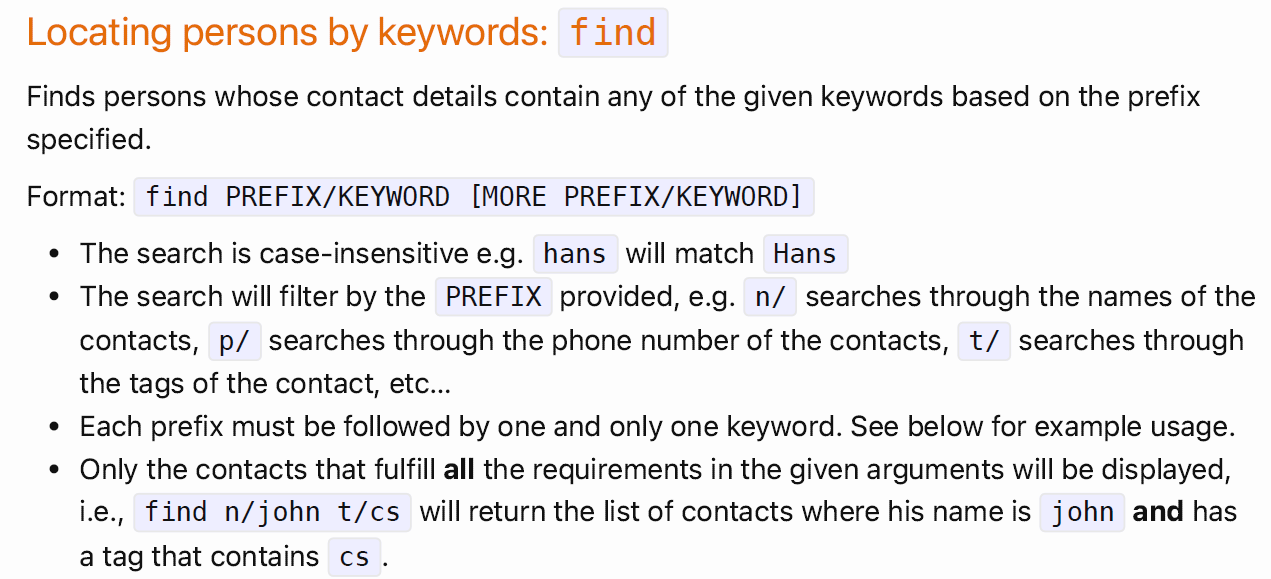 Locating persons by keywords: find
Finds persons whose contact details contain any of the given keywords based on the prefix
specified.
Format: find PREFIX/KEYWORD [MORE PREFIX/KEYWORD]
• The search is case-insensitive e.g. hans will match Hans
• The search will filter by the PREFIX provided, e.g. n/ searches through the names of the
contacts, p/ searches through the phone number of the contacts, t/ searches through
the tags of the contact, etc...
• Each prefix must be followed by one and only one keyword. See below for example usage.
• Only the contacts that fulfill all the requirements in the given arguments will be displayed,
i.e., find n/john t/cs will return the list of contacts where his name is john and has
a tag that contains cs.